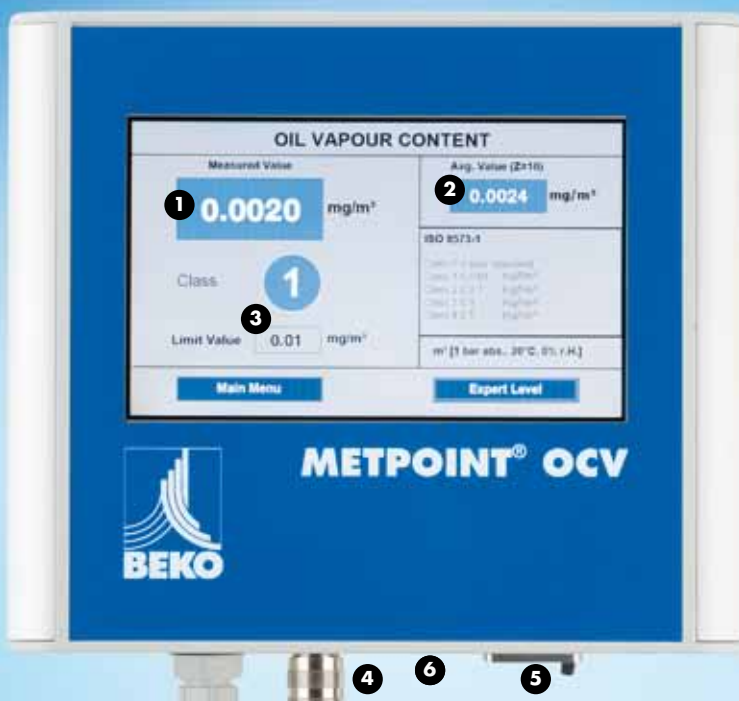 OIL VAPOUR CONTENT
Measured Value
1 0.0020 mg/m³
Avg. Value (Z=10)
2 0.0024 mg/m³
ISO 8573-1
Class 1
3
Limit Value 0.01 mg/m³
m³ [1 bar abs., 20°C, 0% r.H.]
Main Menu
Expert Level
METPOINT® OCV
BEKO
4
6
5